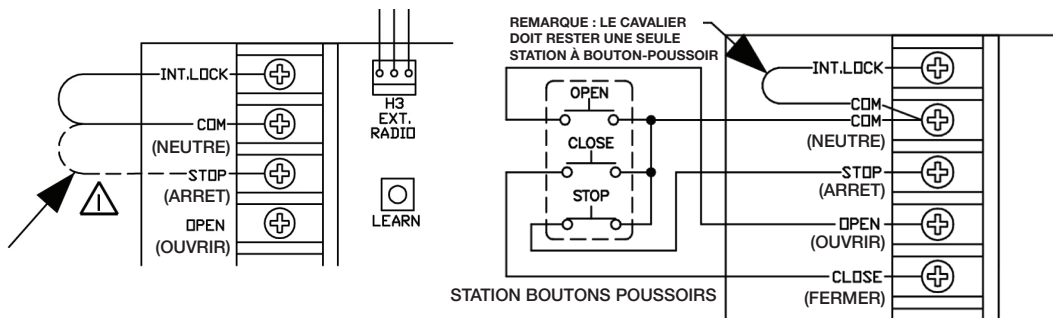 INT.LOCK
COM
(NEUTRE)
STOP
(ARRET)
OPEN
(OUVRIR)
H3
EXT.
RADIO
LEARN
REMARQUE : LE CAVALIER
DOIT RESTER UNE SEULE
STATION À BOUTON-POUSSOIR
OPEN
CLOSE
STOP
STATION BOUTONS POUSSOIRS
INT.LOCK
COM
COM
(NEUTRE)
STOP
(ARRET)
OPEN
(OUVRIR)
CLOSE
(FERMER)